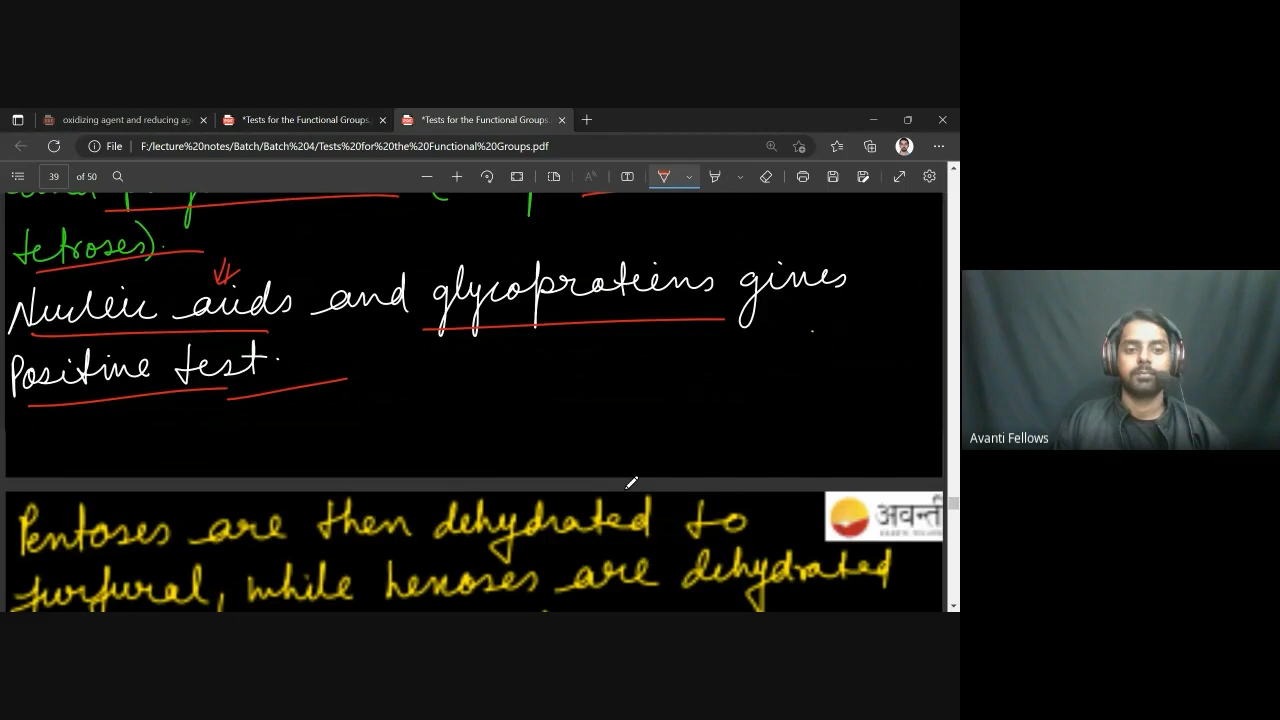 oxidizing agent and reducing ag
*Tests for the Functional Groups.
*Tests for the Functional Groups.
File
F:/lecture%20notes/Batch/Batch%204/Tests%20for%20the%20Functional%20Groups.pdf
39 of 50
tetroses).
Nucleic acids and glycoproteins gives
Positive test.
Avanti Fellows
Pentoses are then dehydrated to
अवन्ती
furfural, while hexoses are dehydrated